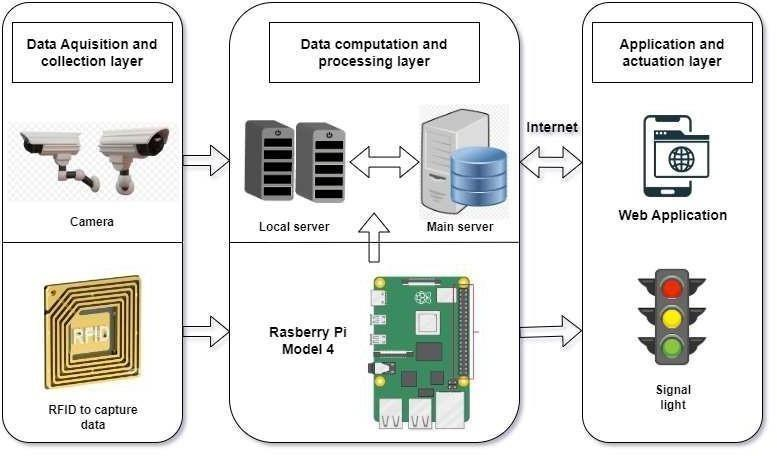 Data Aquisition and
collection layer
Camera
RFID
RFID to capture
data
Data computation and
processing layer
Local server
Main server
Rasberry Pi
Model 4
Internet
Application and
actuation layer
Web Application
Signal
light